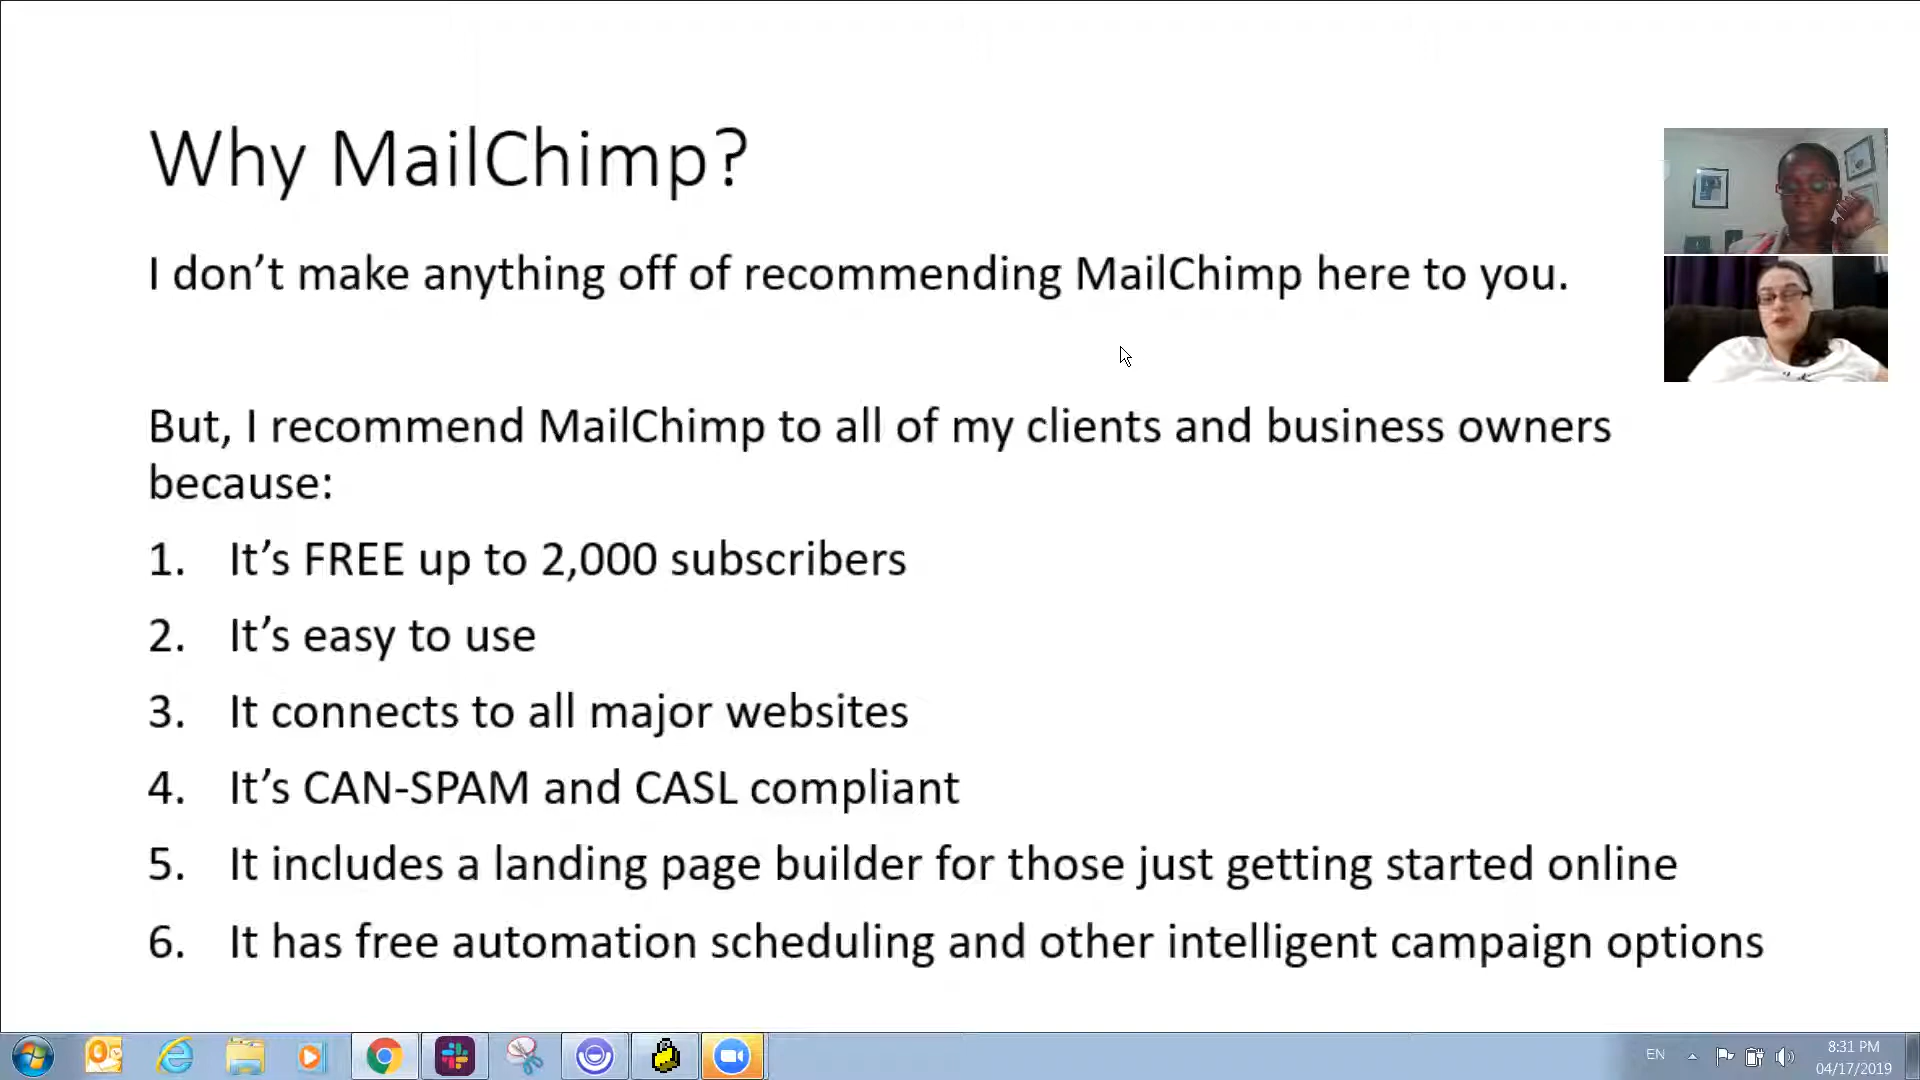 Why MailChimp?
I don’t make anything off of recommending MailChimp here to you.
But, I recommend MailChimp to all of my clients and business owners
because:
1. It’s FREE up to 2,000 subscribers
2. It’s easy to use
3. It connects to all major websites
4. It’s CAN-SPAM and CASL compliant
5. It includes a landing page builder for those just getting started online
6. It has free automation scheduling and other intelligent campaign options
EN
8:31 PM
04/17/2019